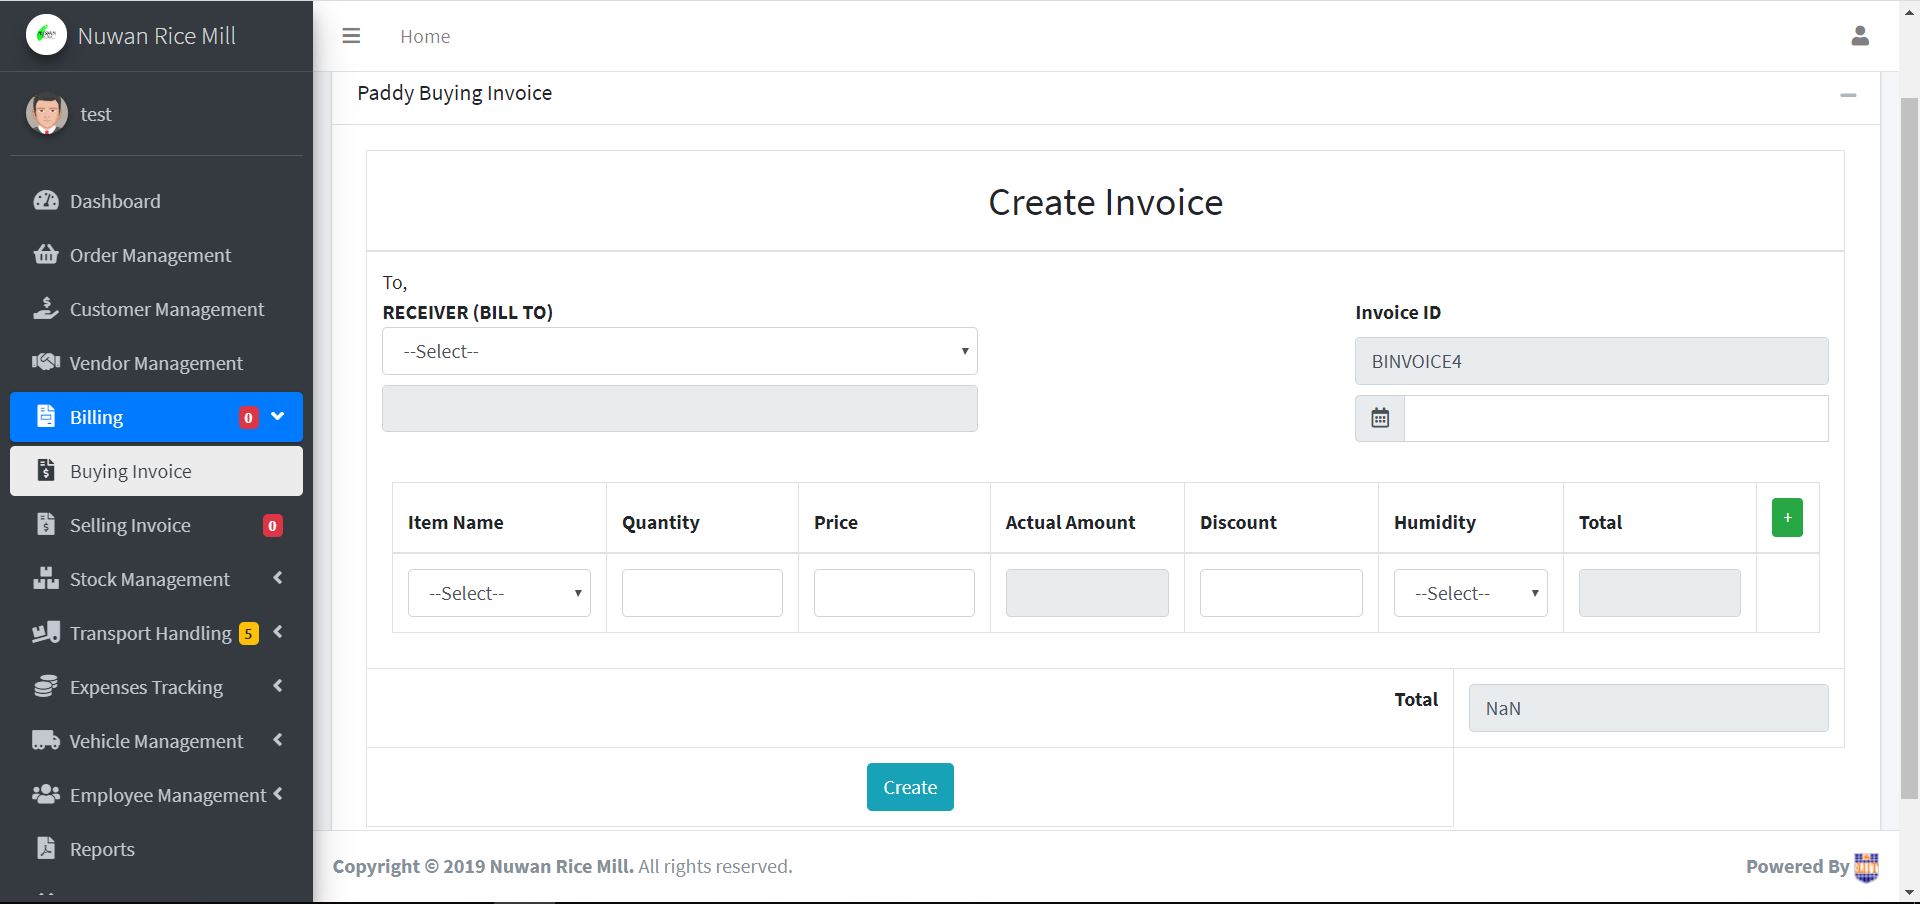 Nuwan Rice Mill
Home
test
Dashboard
Order Management
Customer Management
Vendor Management
Billing 0
Buying Invoice
Selling Invoice 0
Stock Management
Transport Handling 5
Expenses Tracking
Vehicle Management
Employee Management
Reports
Paddy Buying Invoice
Create Invoice
To,
RECEIVER (BILL TO)
--Select--
Invoice ID
BINVOICE4
Item Name Quantity Price Actual Amount Discount Humidity Total +
--Select-- --Select--
Total NaN
Create
Copyright © 2019 Nuwan Rice Mill. All rights reserved.
Powered By